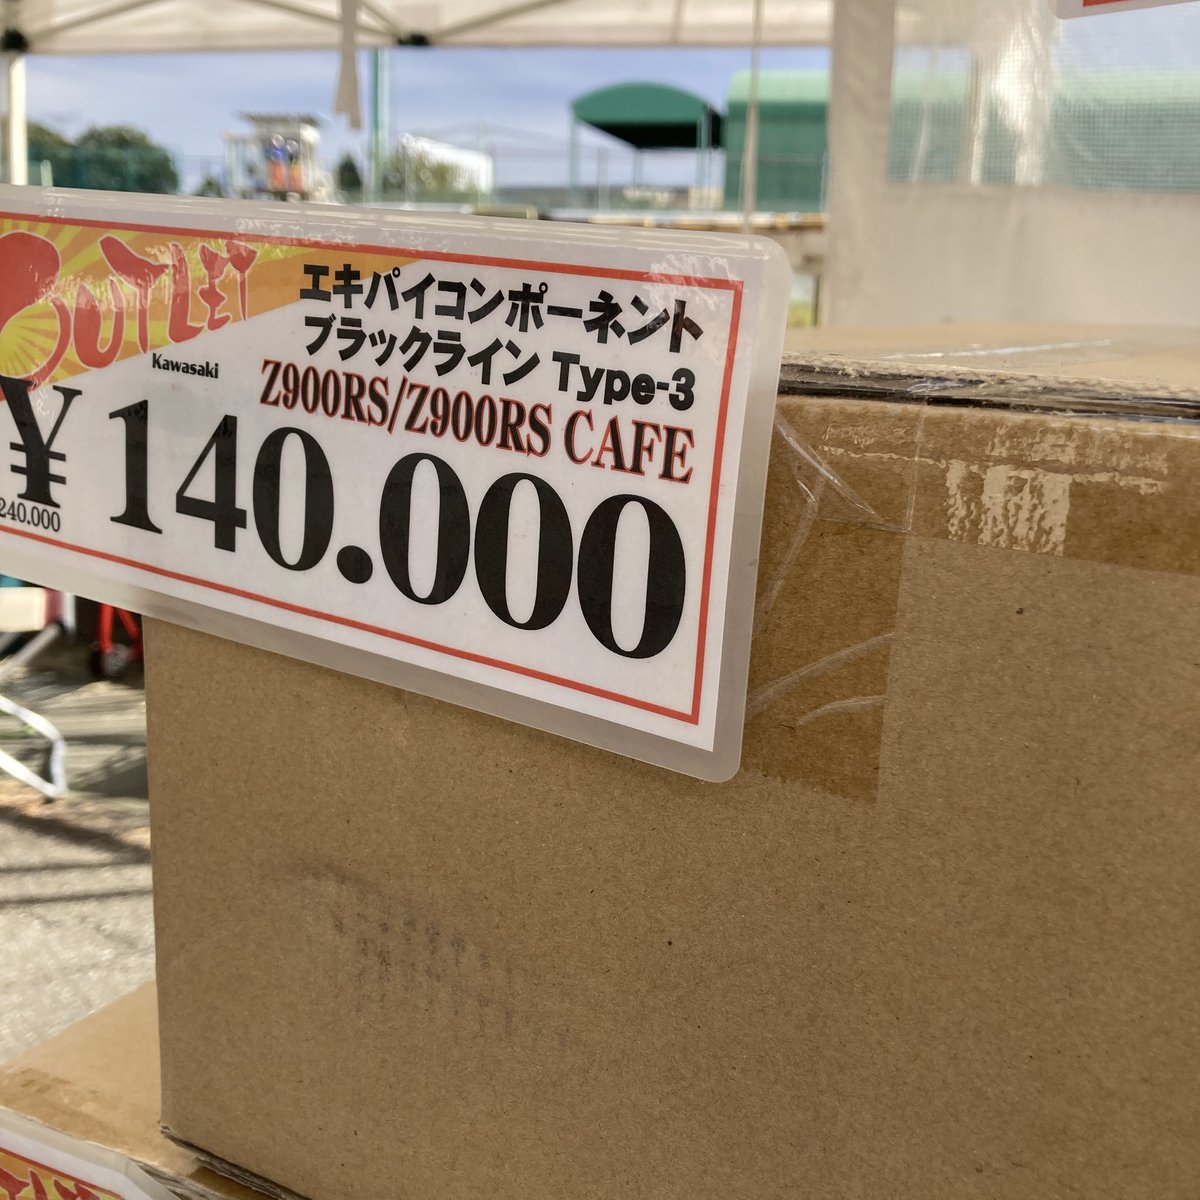 OUTLET
エキパイコンポーネント
ブラックライン Type-3
Kawasaki
Z900RS/Z900RS CAFE
¥140.000
240.000